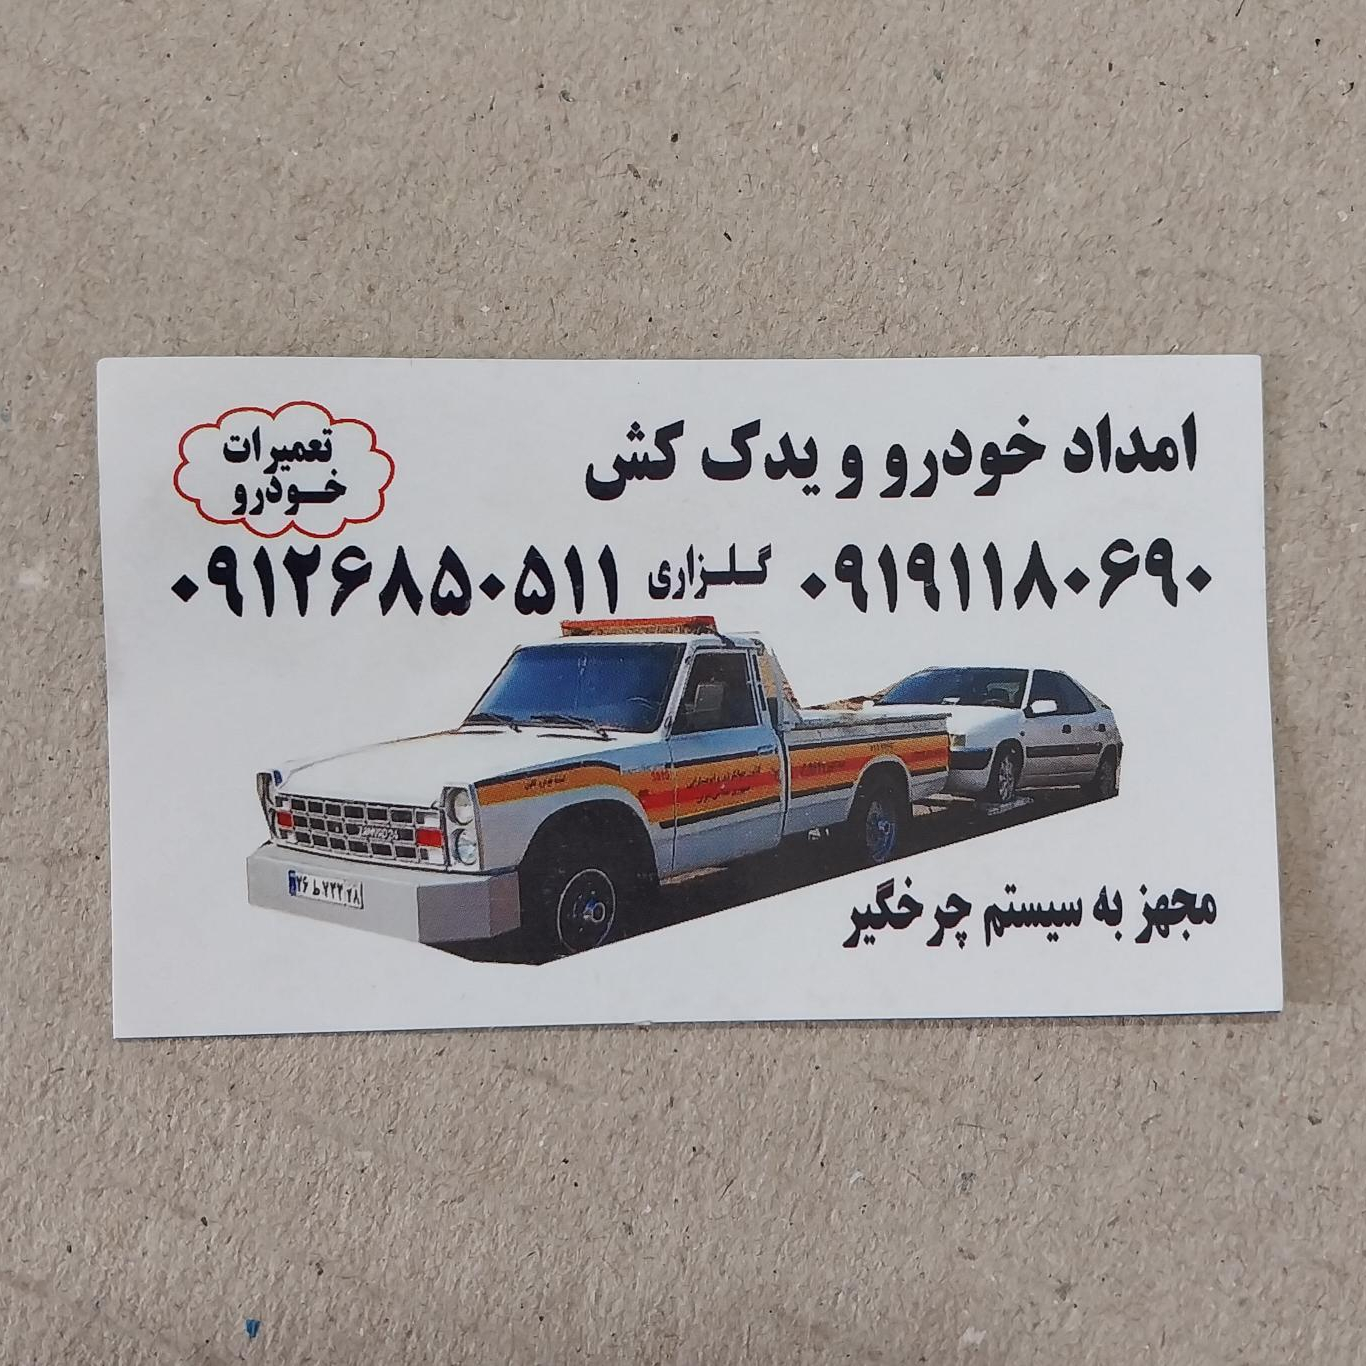 امداد خودرو و یدک کش
تعمیرات
خودرو
۰۹۱۹۱۱۸۰۶۹۰ گلزاری ۰۹۱۲۶۸۵۰۵۱۱
مجهز به سیستم چرخگیر